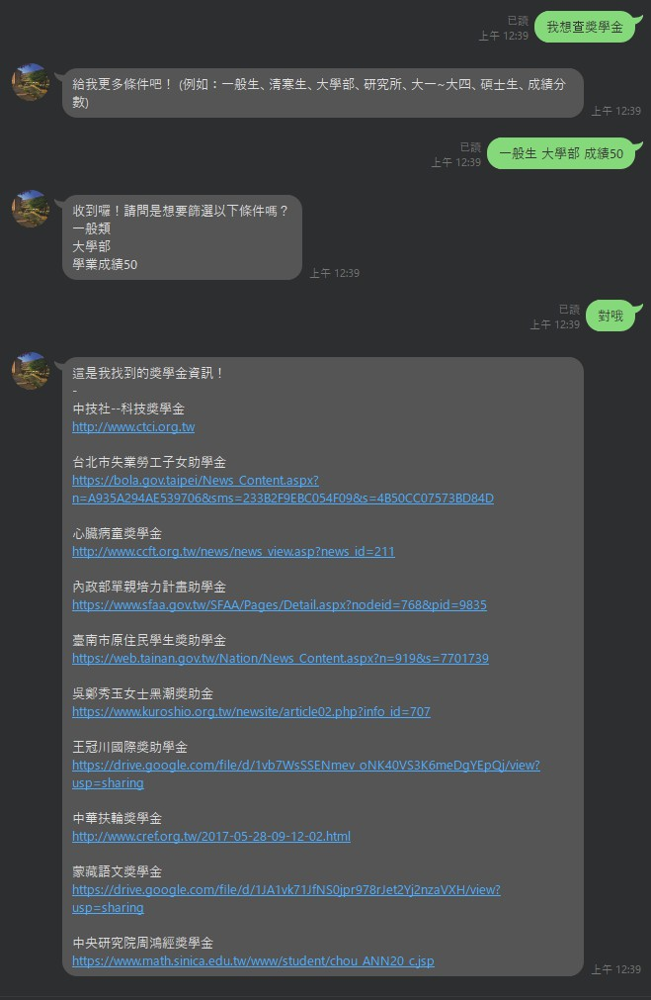 已讀
上午 12:39
我想查獎學金
給我更多條件吧！ (例如：一般生、清寒生、大學部、研究所、大一~大四、碩士生、成績分
數)
上午 12:39
已讀
上午 12:39
一般生 大學部 成績50
收到囉！請問是想要篩選以下條件嗎？
一般類
大學部
學業成績50
上午 12:39
已讀
上午 12:39
對哦
這是我找到的獎學金資訊！
-
中技社--科技獎學金
http://www.ctci.org.tw
台北市失業勞工子女助學金
https://bola.gov.taipei/News_Content.aspx?
n=A935A294AE539706&sms=233B2F9EBC054F09&s=4B50CC07573BD84D
心臟病童獎學金
http://www.ccft.org.tw/news/news_view.asp?news_id=211
內政部單親培力計畫助學金
https://www.sfaa.gov.tw/SFAA/Pages/Detail.aspx?nodeid=768&pid=9835
臺南市原住民學生獎助學金
https://web.tainan.gov.tw/Nation/News_Content.aspx?n=919&s=7701739
吳鄭秀玉女士黑潮獎助金
https://www.kuroshio.org.tw/newsite/article02.php?info_id=707
王冠川國際獎助學金
https://drive.google.com/file/d/1vb7WsSSENmev_oNK40VS3K6meDgYEpQj/view?
usp=sharing
中華扶輪獎學金
http://www.cref.org.tw/2017-05-28-09-12-02.html
蒙藏語文獎學金
https://drive.google.com/file/d/1JA1vk71JfNS0jpr978rJet2Yj2nzaVXH/view?
usp=sharing
中央研究院周鴻經獎學金
https://www.math.sinica.edu.tw/www/student/chou_ANN20_c.jsp
上午 12:39